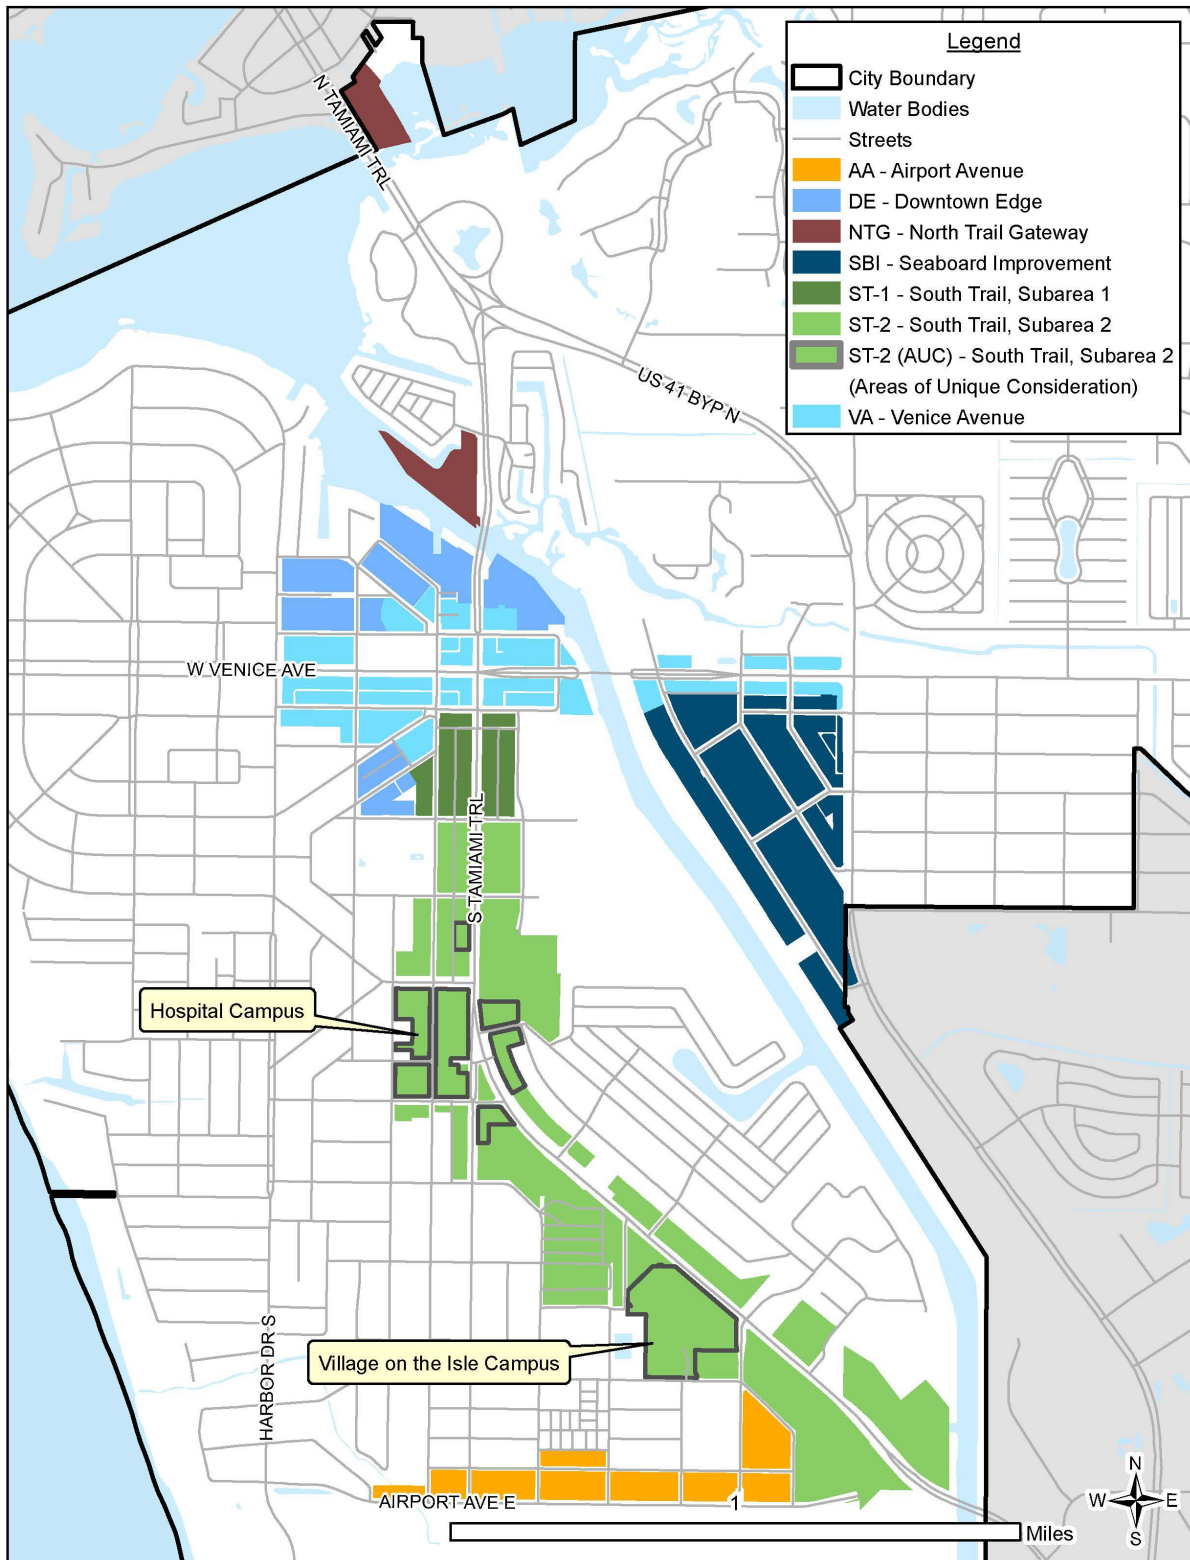 Legend
City Boundary
Water Bodies
Streets
AA - Airport Avenue
DE - Downtown Edge
NTG - North Trail Gateway
SBI - Seaboard Improvement
ST-1 - South Trail, Subarea 1
ST-2 - South Trail, Subarea 2
ST-2 (AUC) - South Trail, Subarea 2
(Areas of Unique Consideration)
VA - Venice Avenue
N TAMIAMI TRL
US 41 BYP N
W VENICE AVE
S TAMIAMI TRL
Hospital Campus
Village on the Isle Campus
HARBOR DR S
AIRPORT AVE E
1
Miles
N
W
E
S